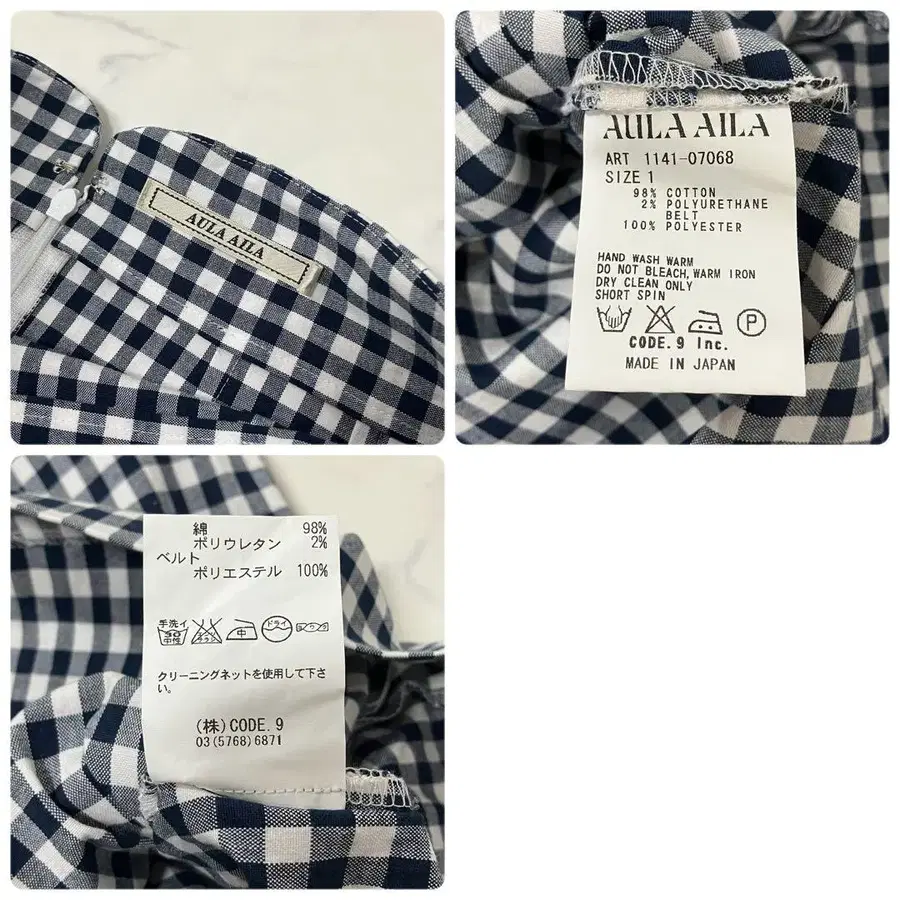 AULA AILA
AULA AILA
ART 1141-07068
SIZE 1
98% COTTON
2% POLYURETHANE
BELT
100% POLYESTER
HAND WASH WARM
DO NOT BLEACH, WARM IRON
DRY CLEAN ONLY
SHORT SPIN
P
CODE.9 Inc.
MADE IN JAPAN
綿 98%
ポリウレタン 2%
ベルト
ポリエステル 100%
手洗イ
30
中性
中
ドライ
クリーニングネットを使用して下さ
い。
(株)CODE.9
03(5768)6871